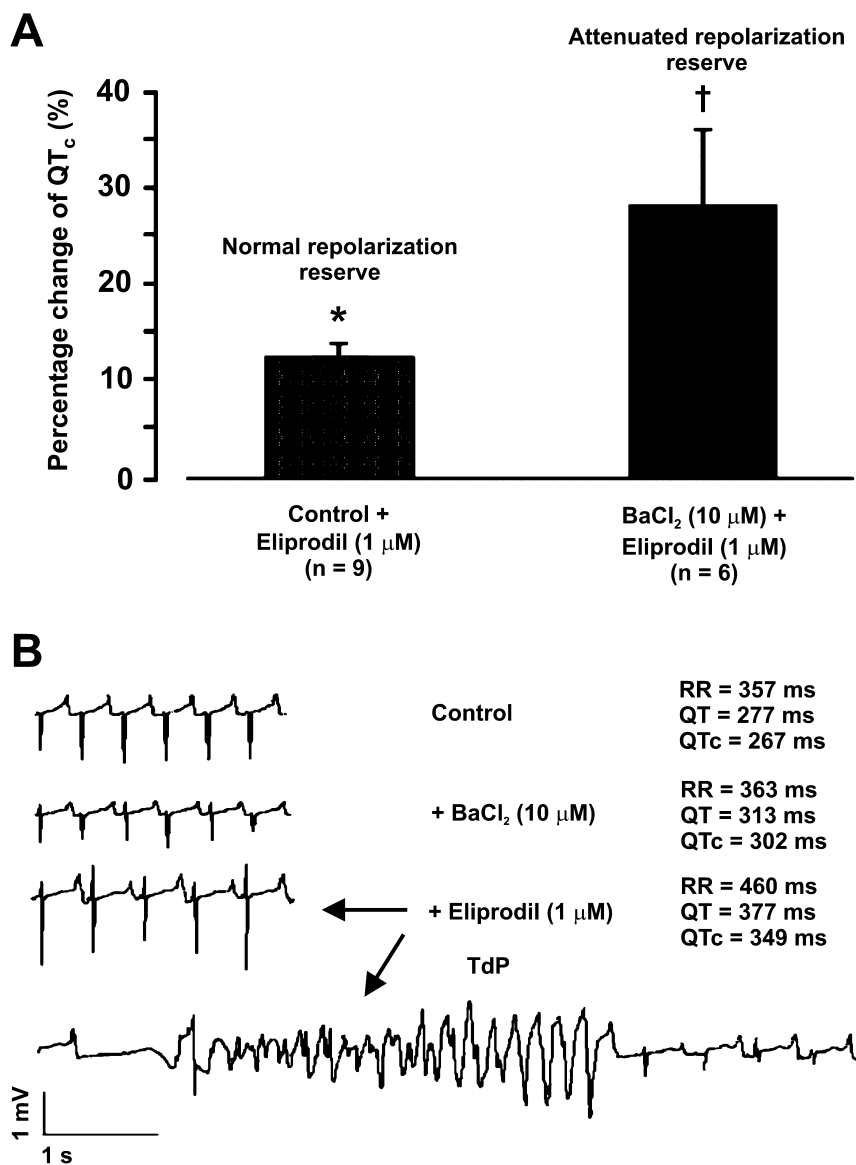 A
Attenuated repolarization
reserve
†
40
30
20
10
0
Percentage change of QTc (%)
Normal repolarization
reserve
*
Control +
Eliprodil (1 μM)
(n = 9)
BaCl2 (10 μM) +
Eliprodil (1 μM)
(n = 6)
B
Control
RR = 357 ms
QT = 277 ms
QTc = 267 ms
+ BaCl2 (10 μM)
RR = 363 ms
QT = 313 ms
QTc = 302 ms
+ Eliprodil (1 μM)
RR = 460 ms
QT = 377 ms
QTc = 349 ms
TdP
1 mV
1 s